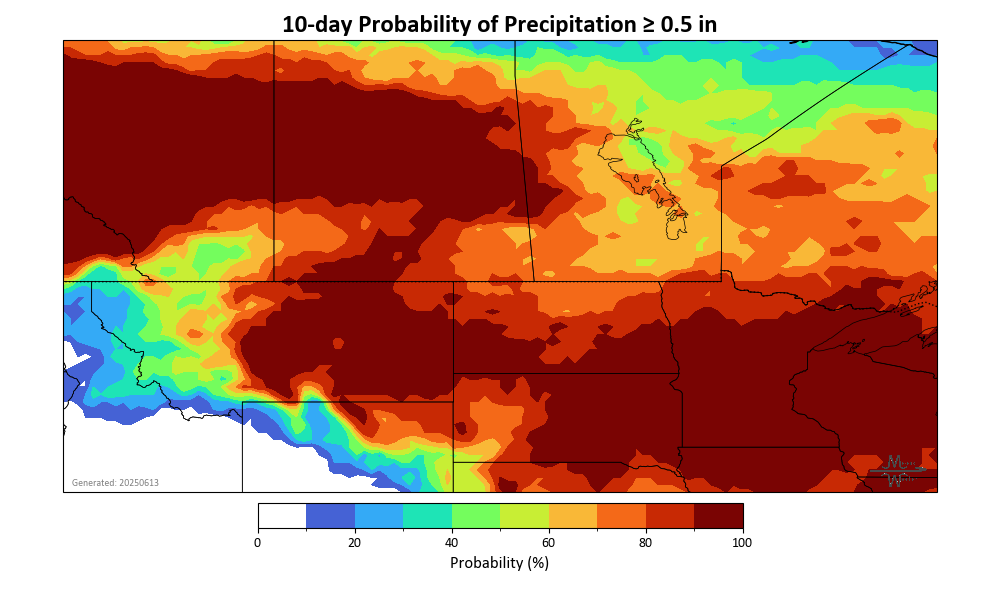 10-day Probability of Precipitation ≥ 0.5 in
Generated: 20250613
0 20 40 60 80 100
Probability (%)